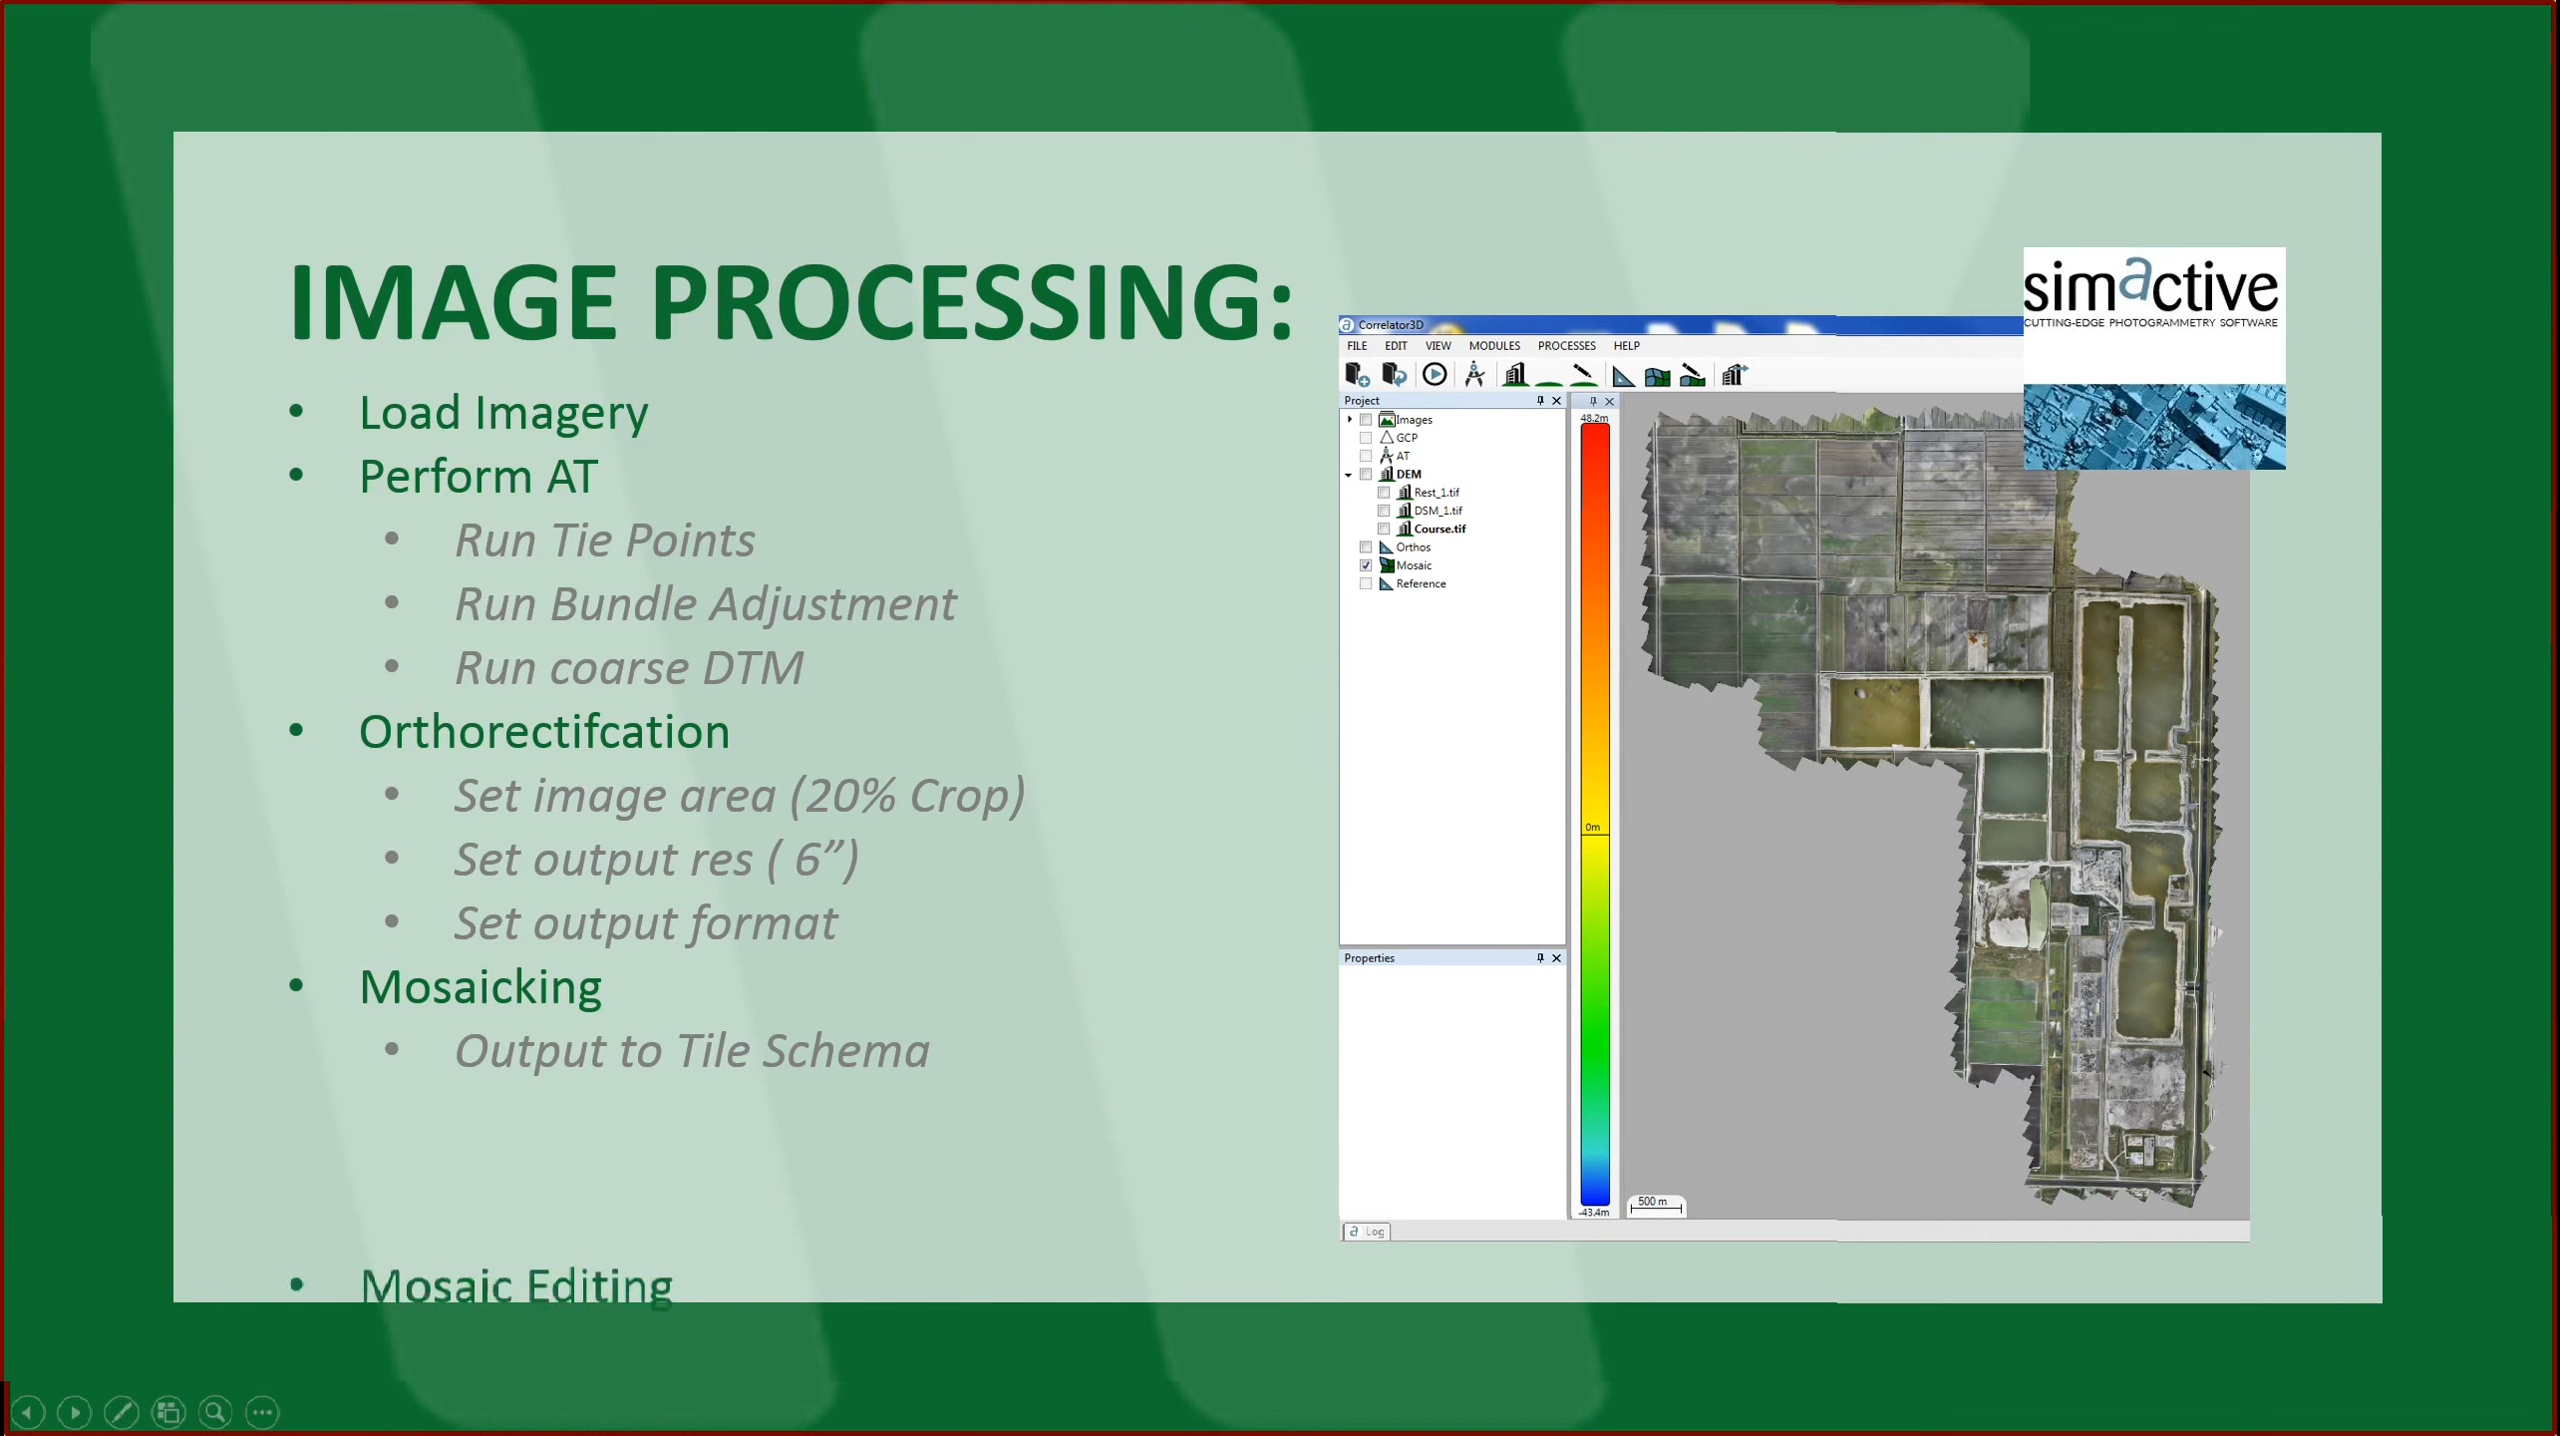 IMAGE PROCESSING:
• Load Imagery
• Perform AT
• Run Tie Points
• Run Bundle Adjustment
• Run coarse DTM
• Orthorectifcation
• Set image area (20% Crop)
• Set output res ( 6”)
• Set output format
• Mosaicking
• Output to Tile Schema
• Mosaic Editing
simactive
CUTTING-EDGE PHOTOGRAMMETRY SOFTWARE
Correlator3D
FILE EDIT VIEW MODULES PROCESSES HELP
Project
Images
GCP
AT
DEM
Rest_1.tif
DSM_1.tif
Course.tif
Orthos
Mosaic
Reference
Properties
48.2m
0m
-43.4m
500 m
Log